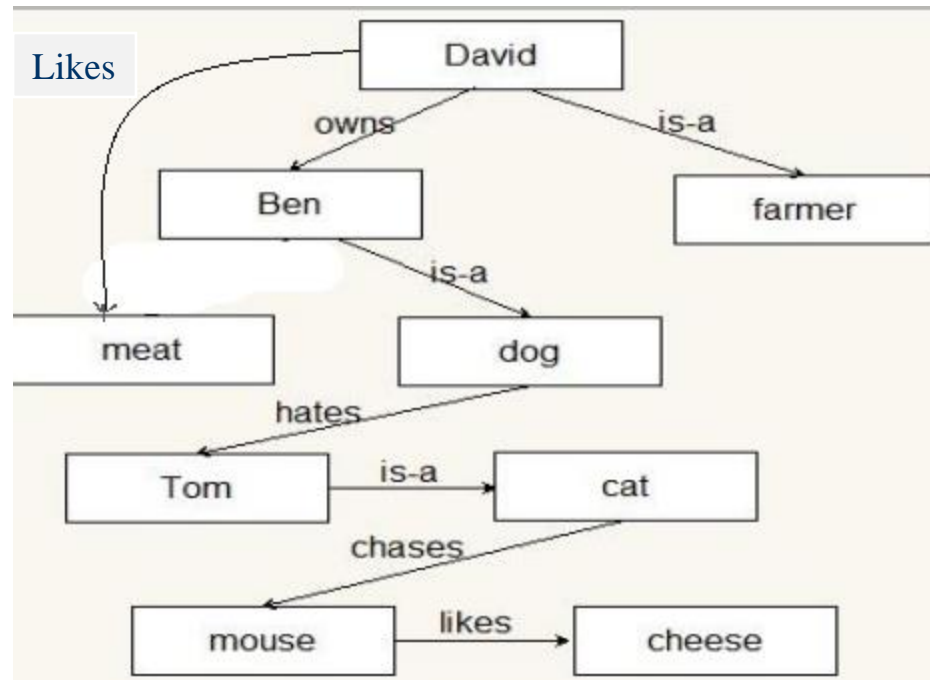 Likes
David
owns
is-a
Ben
farmer
is-a
meat
dog
hates
Tom
is-a
cat
chases
mouse
likes
cheese